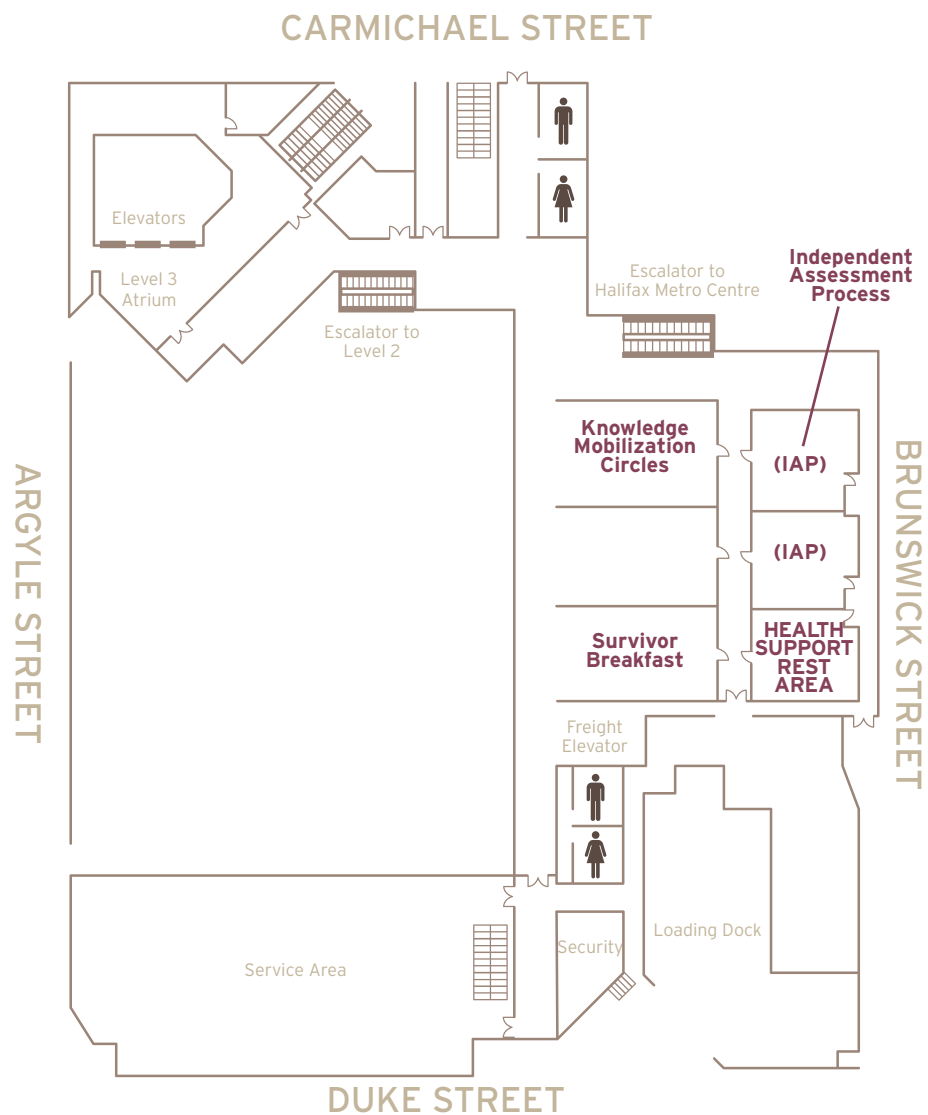 CARMICHAEL STREET
Elevators
Level 3
Atrium
Escalator to
Level 2
Escalator to
Halifax Metro Centre
Independent
Assessment
Process
Knowledge
Mobilization
Circles
(IAP)
(IAP)
Survivor
Breakfast
HEALTH
SUPPORT
REST
AREA
ARGYLE STREET
BRUNSWICK STREET
Freight
Elevator
Security
Loading Dock
Service Area
DUKE STREET